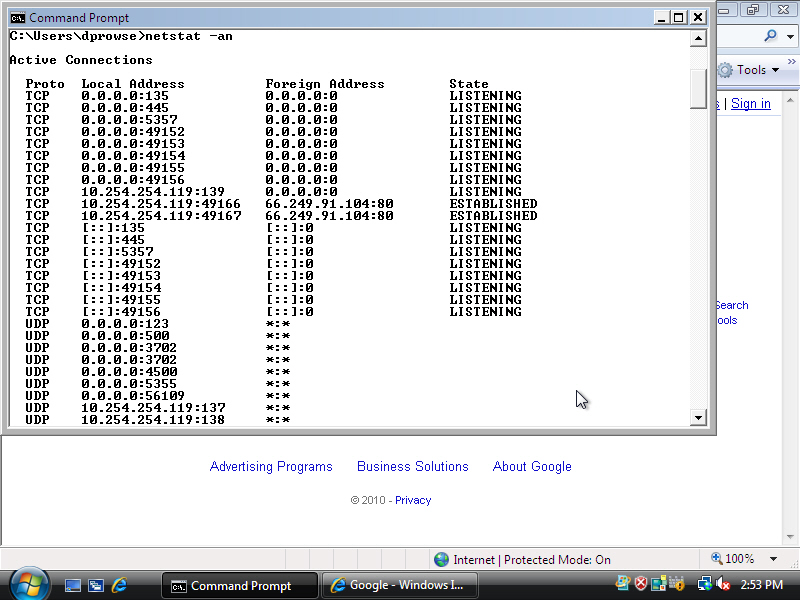 Command Prompt
C:\Users\dprowse>netstat -an
Active Connections
Proto Local Address Foreign Address State
TCP 0.0.0.0:135 0.0.0.0:0 LISTENING
TCP 0.0.0.0:445 0.0.0.0:0 LISTENING
TCP 0.0.0.0:5357 0.0.0.0:0 LISTENING
TCP 0.0.0.0:49152 0.0.0.0:0 LISTENING
TCP 0.0.0.0:49153 0.0.0.0:0 LISTENING
TCP 0.0.0.0:49154 0.0.0.0:0 LISTENING
TCP 0.0.0.0:49155 0.0.0.0:0 LISTENING
TCP 0.0.0.0:49156 0.0.0.0:0 LISTENING
TCP 10.254.254.119:139 0.0.0.0:0 LISTENING
TCP 10.254.254.119:49166 66.249.91.104:80 ESTABLISHED
TCP 10.254.254.119:49167 66.249.91.104:80 ESTABLISHED
TCP [::]:135 [::]:0 LISTENING
TCP [::]:445 [::]:0 LISTENING
TCP [::]:5357 [::]:0 LISTENING
TCP [::]:49152 [::]:0 LISTENING
TCP [::]:49153 [::]:0 LISTENING
TCP [::]:49154 [::]:0 LISTENING
TCP [::]:49155 [::]:0 LISTENING
TCP [::]:49156 [::]:0 LISTENING
UDP 0.0.0.0:123 *:*
UDP 0.0.0.0:500 *:*
UDP 0.0.0.0:3702 *:*
UDP 0.0.0.0:3702 *:*
UDP 0.0.0.0:4500 *:*
UDP 0.0.0.0:5355 *:*
UDP 0.0.0.0:56109 *:*
UDP 10.254.254.119:137 *:*
UDP 10.254.254.119:138 *:*
Tools
s | Sign in
Search
ools
Advertising Programs Business Solutions About Google
© 2010 - Privacy
Internet | Protected Mode: On 100%
Command Prompt Google - Windows I... 2:53 PM